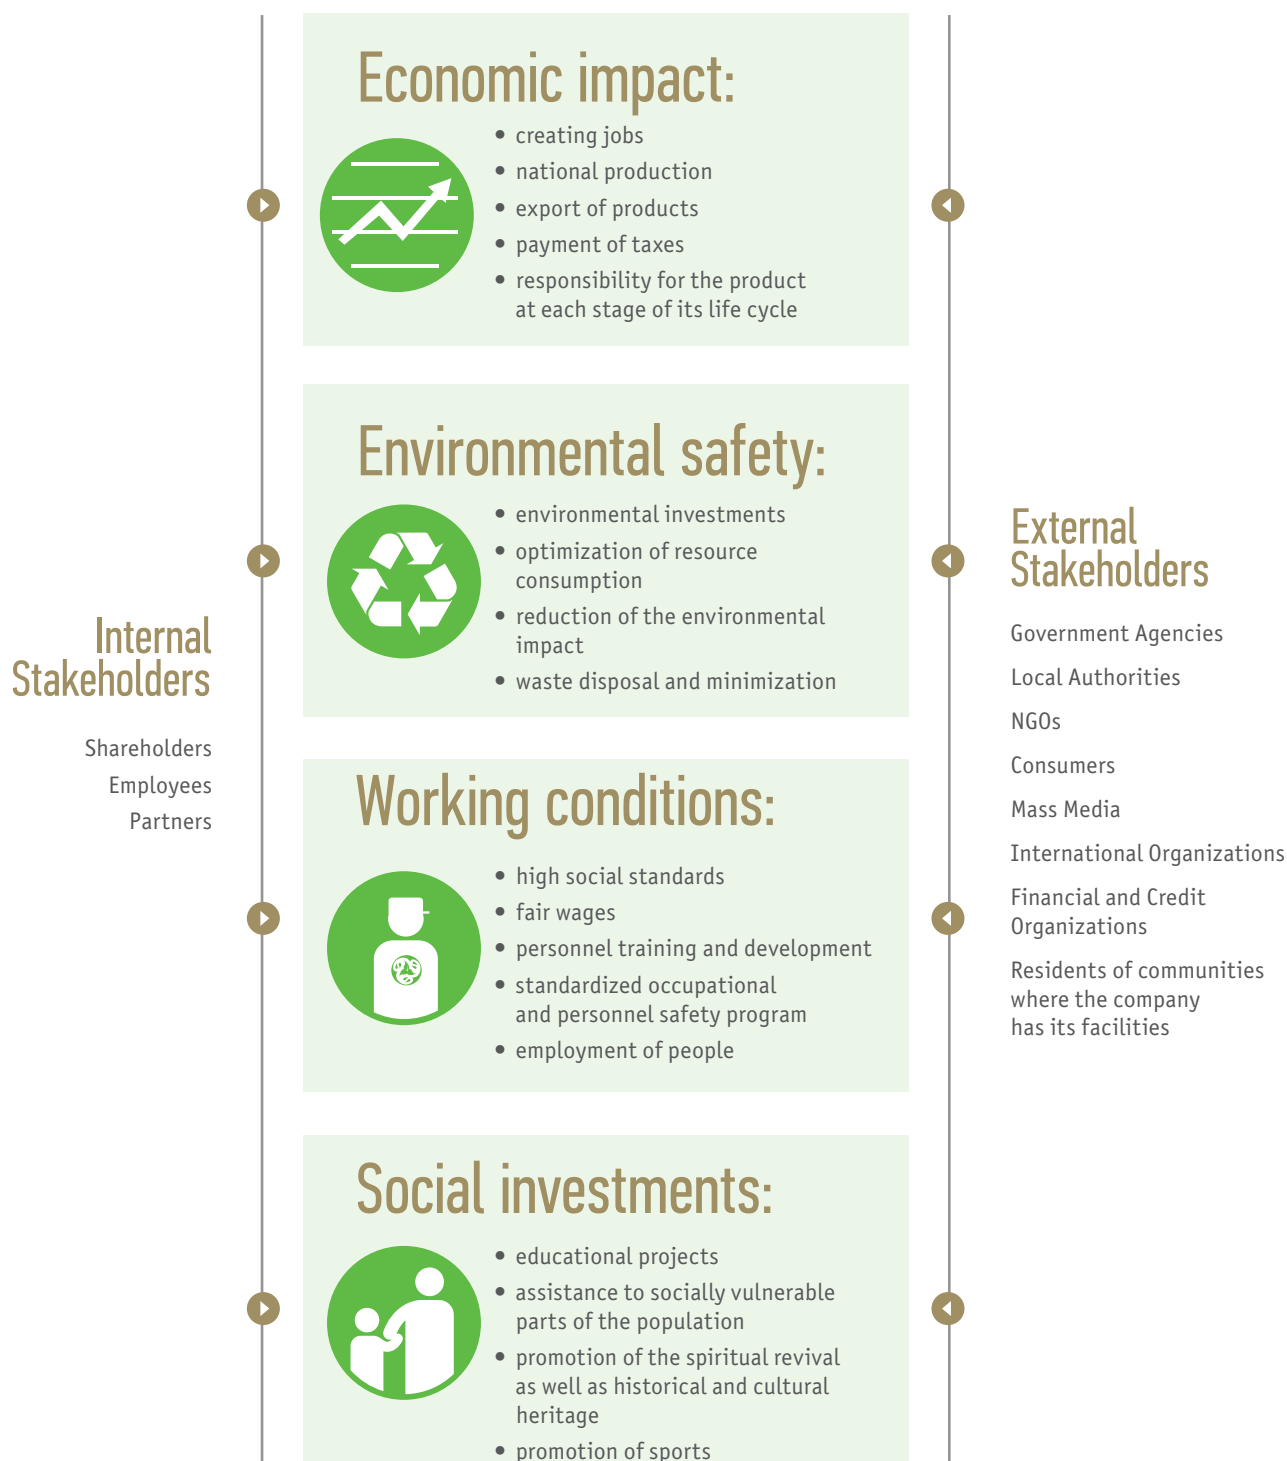 Economic impact:
• creating jobs
• national production
• export of products
• payment of taxes
• responsibility for the product
at each stage of its life cycle
Environmental safety:
• environmental investments
• optimization of resource
consumption
• reduction of the environmental
impact
• waste disposal and minimization
Internal
Stakeholders
Shareholders
Employees
Partners
Working conditions:
• high social standards
• fair wages
• personnel training and development
• standardized occupational
and personnel safety program
• employment of people
Social investments:
• educational projects
• assistance to socially vulnerable
parts of the population
• promotion of the spiritual revival
as well as historical and cultural
heritage
• promotion of sports
External
Stakeholders
Government Agencies
Local Authorities
NGOs
Consumers
Mass Media
International Organizations
Financial and Credit
Organizations
Residents of communities
where the company
has its facilities